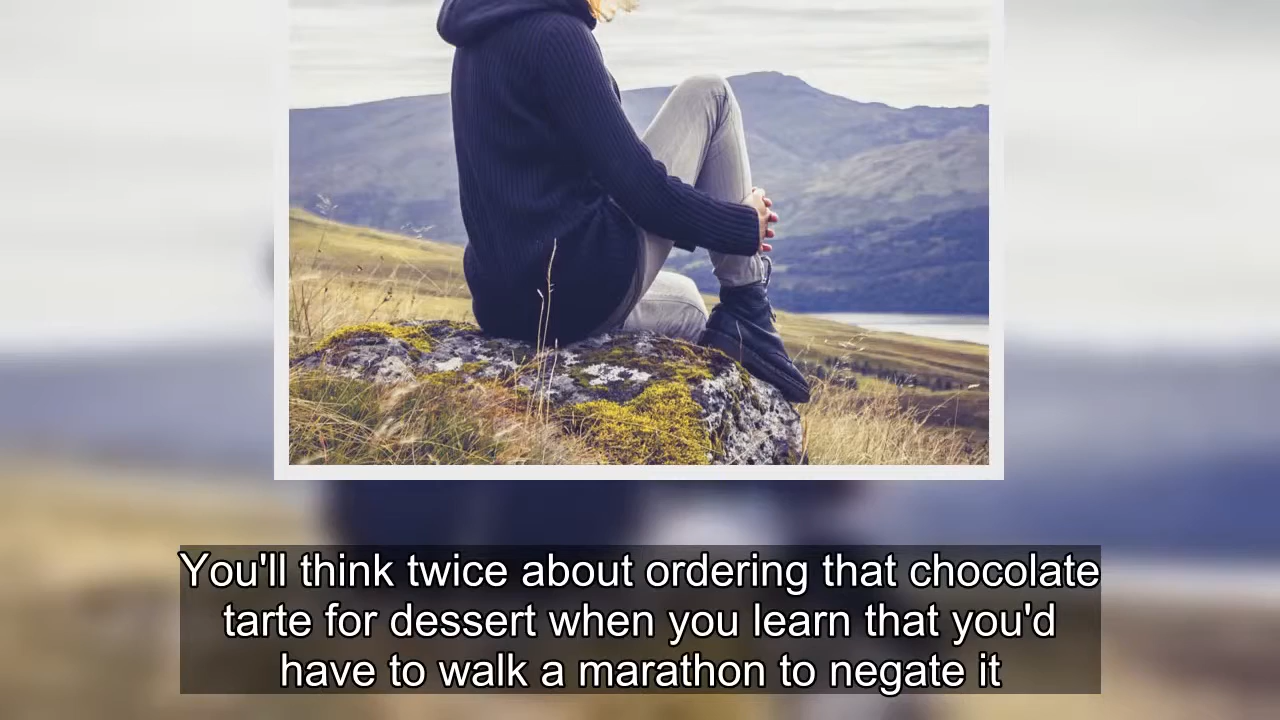 You'll think twice about ordering that chocolate
tarte for dessert when you learn that you'd
have to walk a marathon to negate it